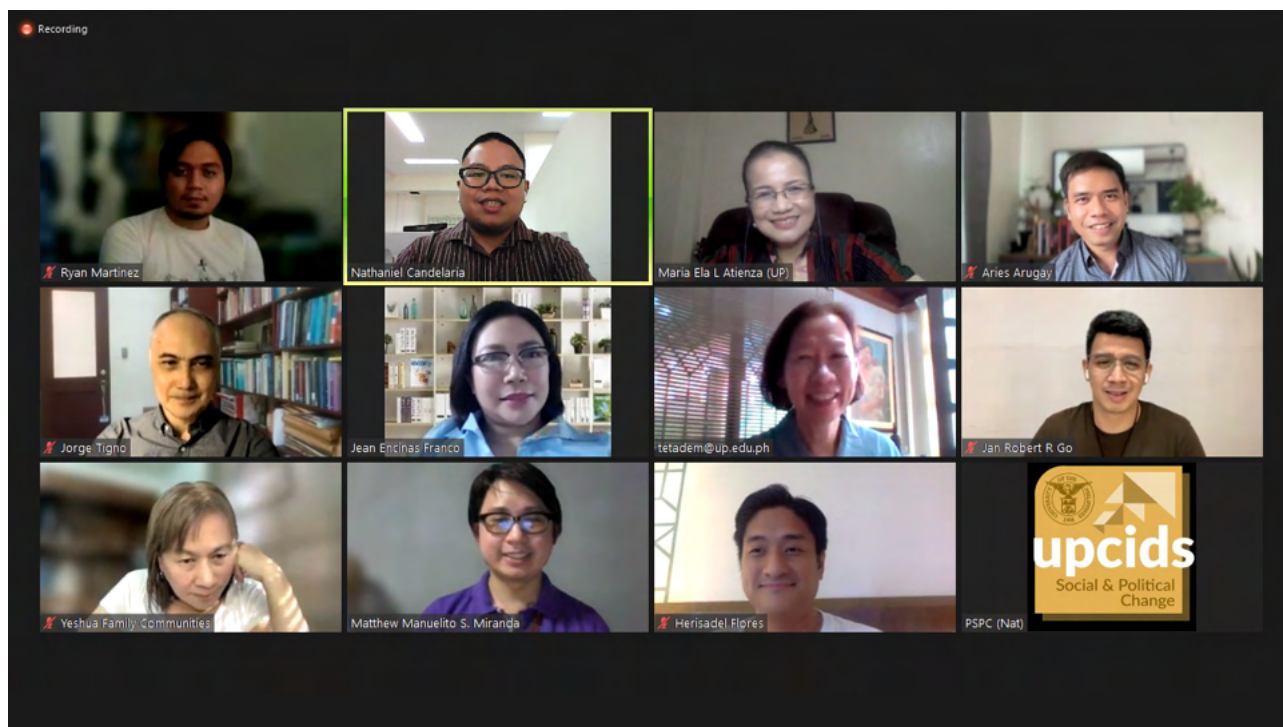 Recording
Ryan Martinez
Nathaniel Candelaria
Maria Ela L Atienza (UP)
Aries Arugay
Jorge Tigno
Jean Encinas Franco
tetadem@up.edu.ph
Jan Robert R Go
Yeshua Family Communities
Matthew Manuelito S. Miranda
Herisadel Flores
PSPC (Nat)
upcids
Social & Political
Change